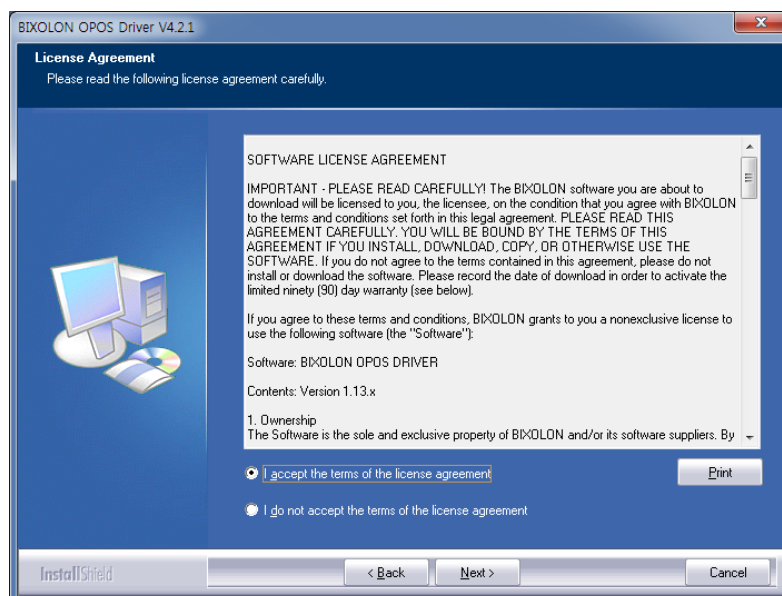 BIXOLON OPOS Driver V4.2.1
License Agreement
Please read the following license agreement carefully.
SOFTWARE LICENSE AGREEMENT
IMPORTANT - PLEASE READ CAREFULLY! The BIXOLON software you are about to
download will be licensed to you, the licensee, on the condition that you agree with BIXOLON
to the terms and conditions set forth in this legal agreement. PLEASE READ THIS
AGREEMENT CAREFULLY. YOU WILL BE BOUND BY THE TERMS OF THIS
AGREEMENT IF YOU INSTALL, DOWNLOAD, COPY, OR OTHERWISE USE THE
SOFTWARE. If you do not agree to the terms contained in this agreement, please do not
install or download the software. Please record the date of download in order to activate the
limited ninety (90) day warranty (see below).
If you agree to these terms and conditions, BIXOLON grants to you a nonexclusive license to
use the following software (the "Software"):
Software: BIXOLON OPOS DRIVER
Contents: Version 1.13.x
1. Ownership
The Software is the sole and exclusive property of BIXOLON and/or its software suppliers. By
I accept the terms of the license agreement
Print
I do not accept the terms of the license agreement
InstallShield
< Back
Next >
Cancel